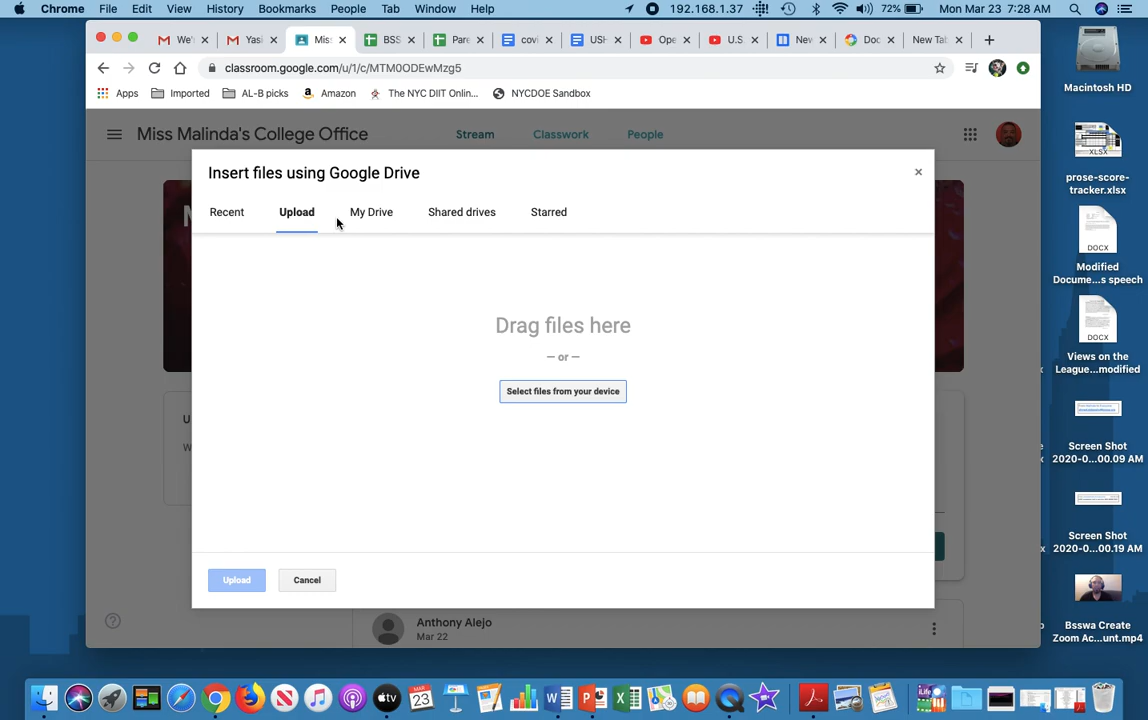 Chrome File Edit View History Bookmarks People Tab Window Help 192.168.1.37 72% Mon Mar 23 7:28 AM
We' Yasi Mis BSS Pare covi USH Ope U.S New Doc New Tab
classroom.google.com/u/1/c/MTM0ODEwMzg5
Apps Imported AL-B picks Amazon The NYC DIIT Onlin... NYCDOE Sandbox
Miss Malinda's College Office Stream Classwork People
Insert files using Google Drive
Recent Upload My Drive Shared drives Starred
Drag files here
— or —
Select files from your device
Upload Cancel
Anthony Alejo
Mar 22
Macintosh HD
XLSX
prose-score-
tracker.xlsx
DOCX
Modified
Docume...s speech
DOCX
Views on the
League...modified
Screen Shot
2020-0...00.09 AM
Screen Shot
2020-0...00.19 AM
Bsswa Create
Zoom Ac...unt.mp4